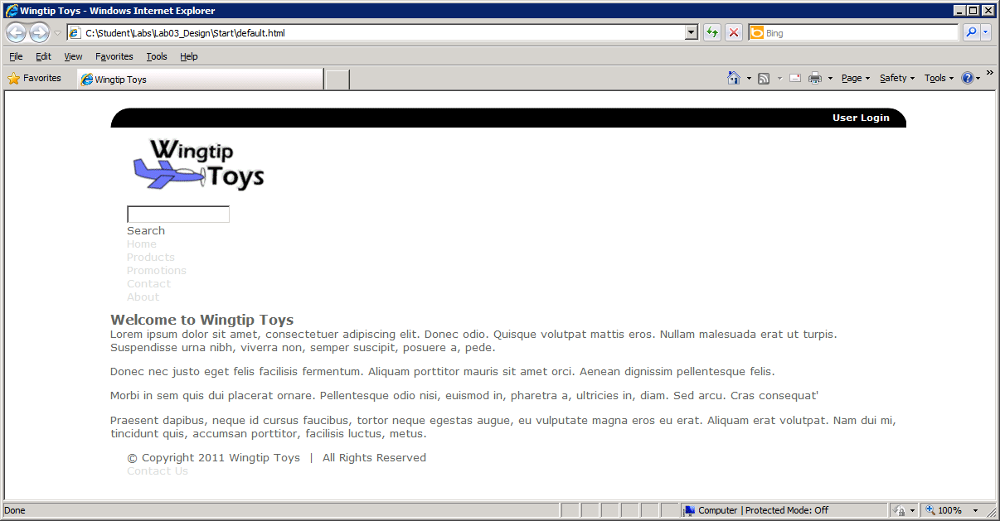 Wingtip Toys - Windows Internet Explorer
C:\Student\Labs\Lab03_Design\Start\default.html
Bing
File Edit View Favorites Tools Help
Favorites Wingtip Toys Page Safety Tools
User Login
Wingtip
Toys
Search
Home
Products
Promotions
Contact
About
Welcome to Wingtip Toys
Lorem ipsum dolor sit amet, consectetuer adipiscing elit. Donec odio. Quisque volutpat mattis eros. Nullam malesuada erat ut turpis.
Suspendisse urna nibh, viverra non, semper suscipit, posuere a, pede.
Donec nec justo eget felis facilisis fermentum. Aliquam porttitor mauris sit amet orci. Aenean dignissim pellentesque felis.
Morbi in sem quis dui placerat ornare. Pellentesque odio nisi, euismod in, pharetra a, ultricies in, diam. Sed arcu. Cras consequat'
Praesent dapibus, neque id cursus faucibus, tortor neque egestas augue, eu vulputate magna eros eu erat. Aliquam erat volutpat. Nam dui mi,
tincidunt quis, accumsan porttitor, facilisis luctus, metus.
© Copyright 2011 Wingtip Toys | All Rights Reserved
Contact Us
Done Computer | Protected Mode: Off 100%